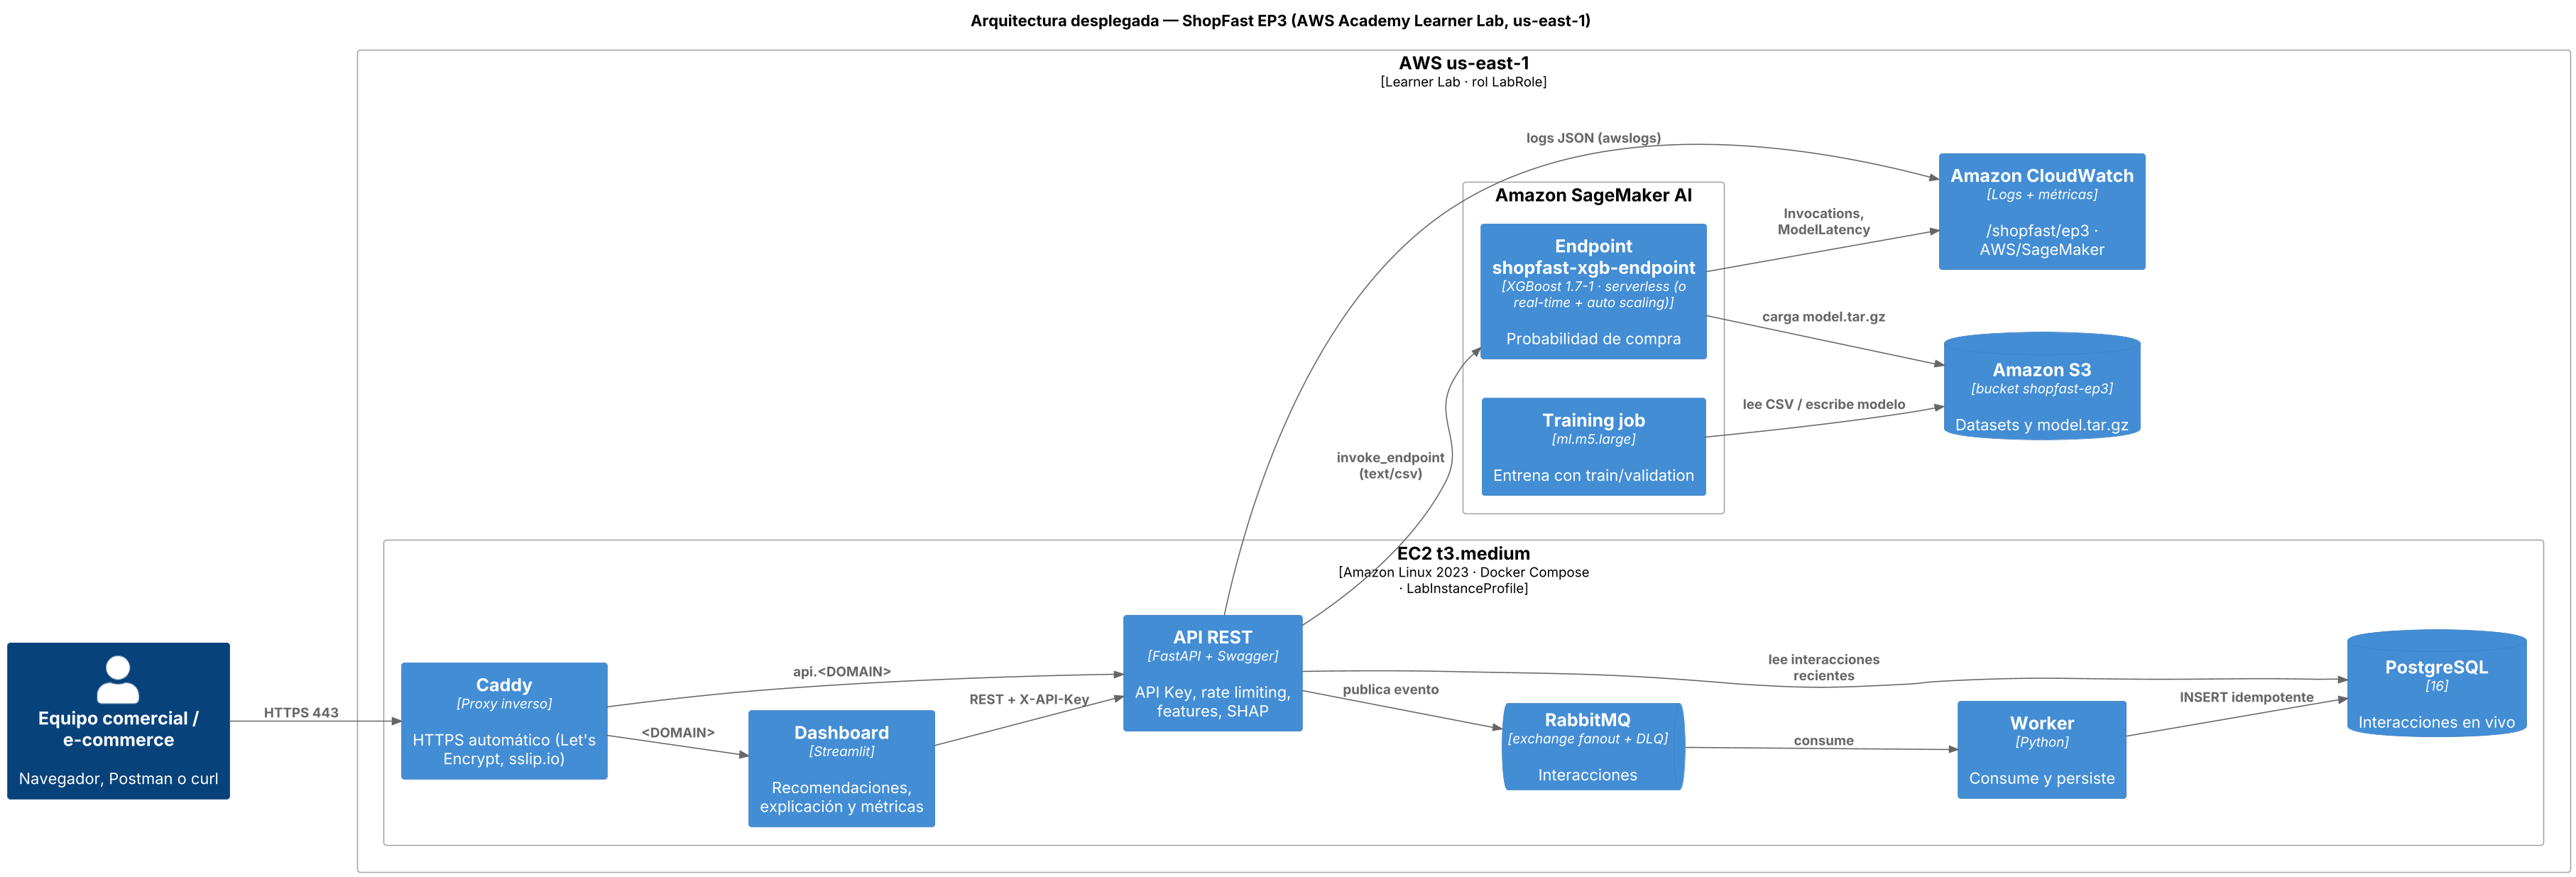 Arquitectura desplegada — ShopFast EP3 (AWS Academy Learner Lab, us-east-1)
AWS us-east-1
[Learner Lab · rol LabRole]
logs JSON (awslogs)
Amazon CloudWatch
[Logs + métricas]
/shopfast/ep3 ·
AWS/SageMaker
Amazon SageMaker AI
Endpoint
shopfast-xgb-endpoint
[XGBoost 1.7-1 · serverless (o
real-time + auto scaling)]
Probabilidad de compra
Invocations,
ModelLatency
carga model.tar.gz
Amazon S3
[bucket shopfast-ep3]
Datasets y model.tar.gz
lee CSV / escribe modelo
Training job
[ml.m5.large]
Entrena con train/validation
invoke_endpoint
(text/csv)
EC2 t3.medium
[Amazon Linux 2023 · Docker Compose
· LabInstanceProfile]
Equipo comercial /
e-commerce
Navegador, Postman o curl
HTTPS 443
Caddy
[Proxy inverso]
HTTPS automático (Let's
Encrypt, sslip.io)
api.<DOMAIN>
<DOMAIN>
Dashboard
[Streamlit]
Recomendaciones,
explicación y métricas
REST + X-API-Key
API REST
[FastAPI + Swagger]
API Key, rate limiting,
features, SHAP
lee interacciones
recientes
publica evento
RabbitMQ
[exchange fanout + DLQ]
Interacciones
consume
Worker
[Python]
Consume y persiste
INSERT idempotente
PostgreSQL
[16]
Interacciones en vivo